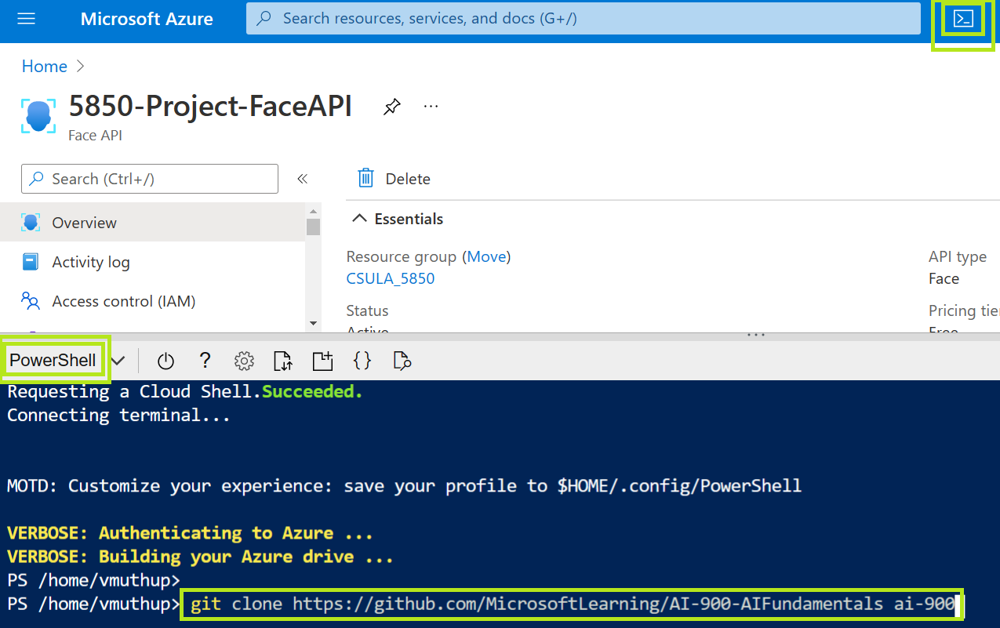 Microsoft Azure
Search resources, services, and docs (G+/)
Home
5850-Project-FaceAPI
Face API
Search (Ctrl+/)
Delete
Overview
Activity log
Access control (IAM)
Essentials
Resource group (Move)
CSULA_5850
Status
Active
API type
Face
Pricing tier
Free
PowerShell
Requesting a Cloud Shell.Succeeded.
Connecting terminal...
MOTD: Customize your experience: save your profile to $HOME/.config/PowerShell
VERBOSE: Authenticating to Azure ...
VERBOSE: Building your Azure drive ...
PS /home/vmuthup>
PS /home/vmuthup> git clone https://github.com/MicrosoftLearning/AI-900-AIFundamentals ai-900